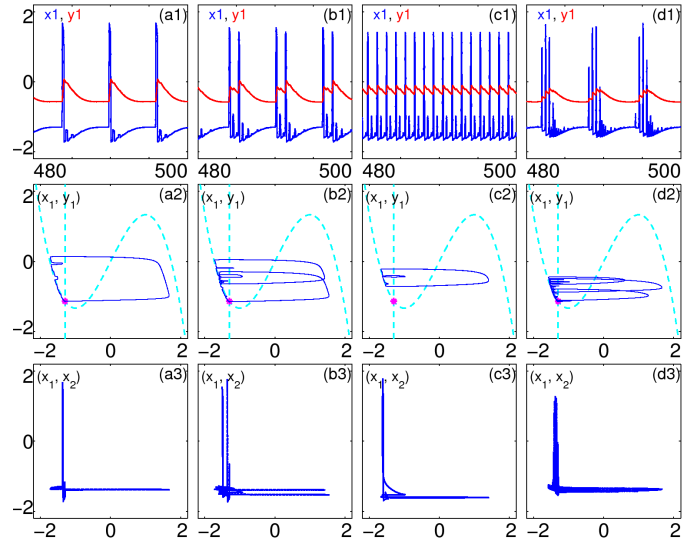 x1, y1 (a1) x1, y1 (b1) x1, y1 (c1) x1, y1 (d1)
2
0
−2
480 500 480 500 480 500 480 500
(x1, y1) (a2) (x1, y1) (b2) (x1, y1) (c2) (x1, y1) (d2)
2
0
−2
−2 0 2 −2 0 2 −2 0 2 −2 0 2
(x1, x2) (a3) (x1, x2) (b3) (x1, x2) (c3) (x1, x2) (d3)
2
0
−2
−2 0 2 −2 0 2 −2 0 2 −2 0 2